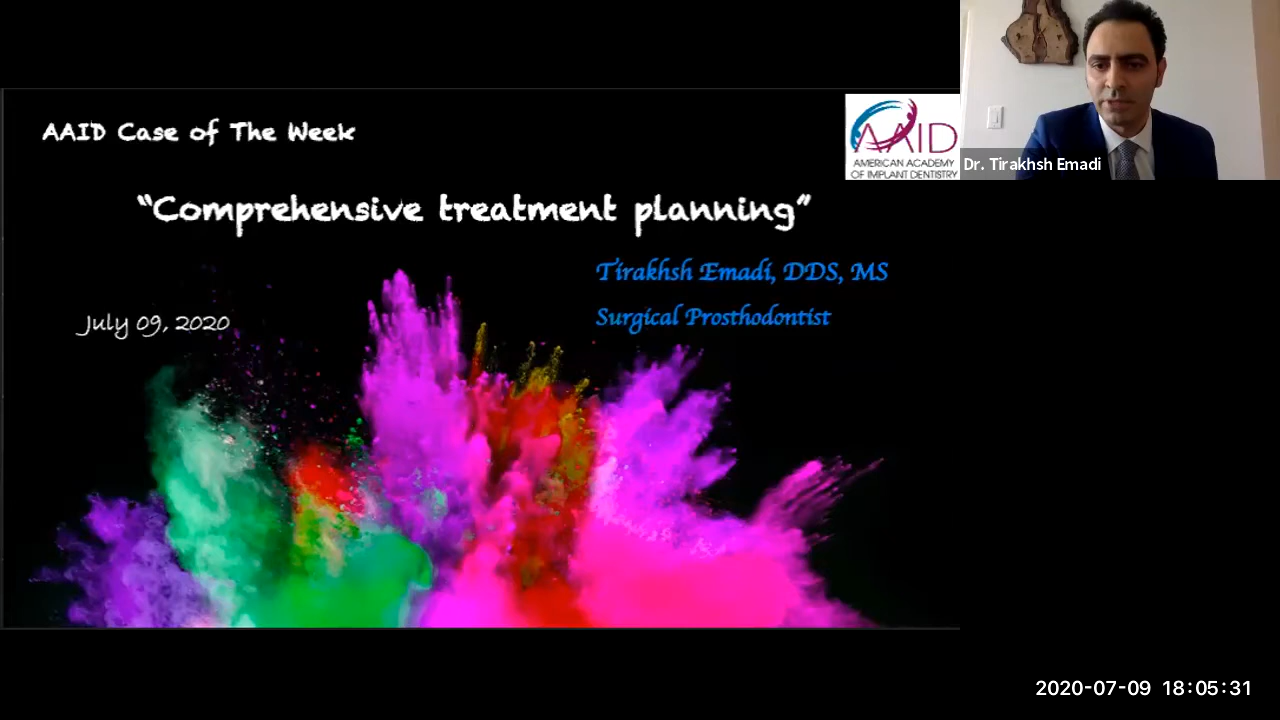 AAID Case of The Week
AAID
AMERICAN ACADEMY
OF IMPLANT DENTISTRY
Dr. Tirakhsh Emadi
“Comprehensive treatment planning”
Tirakhsh Emadi, DDS, MS
July 09, 2020
Surgical Prosthodontist
2020-07-09 18:05:31